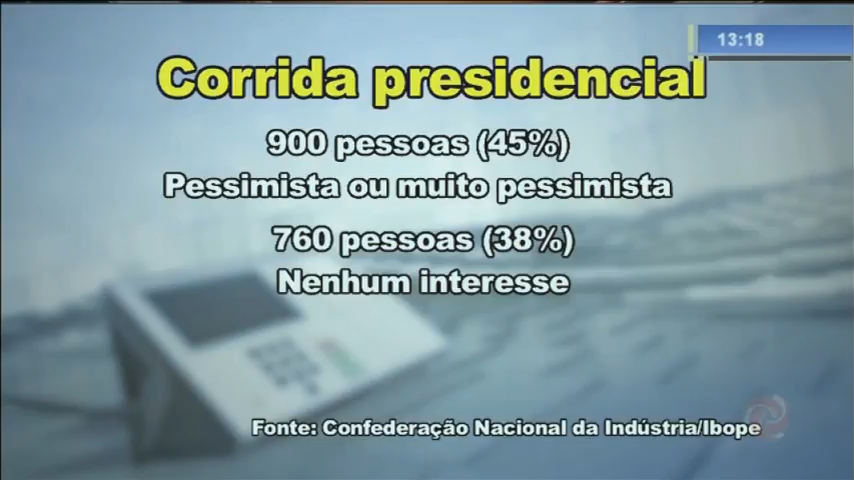 13:18
Corrida presidencial
900 pessoas (45%)
Pessimista ou muito pessimista
760 pessoas (38%)
Nenhum interesse
Fonte: Confederação Nacional da Indústria/Ibope